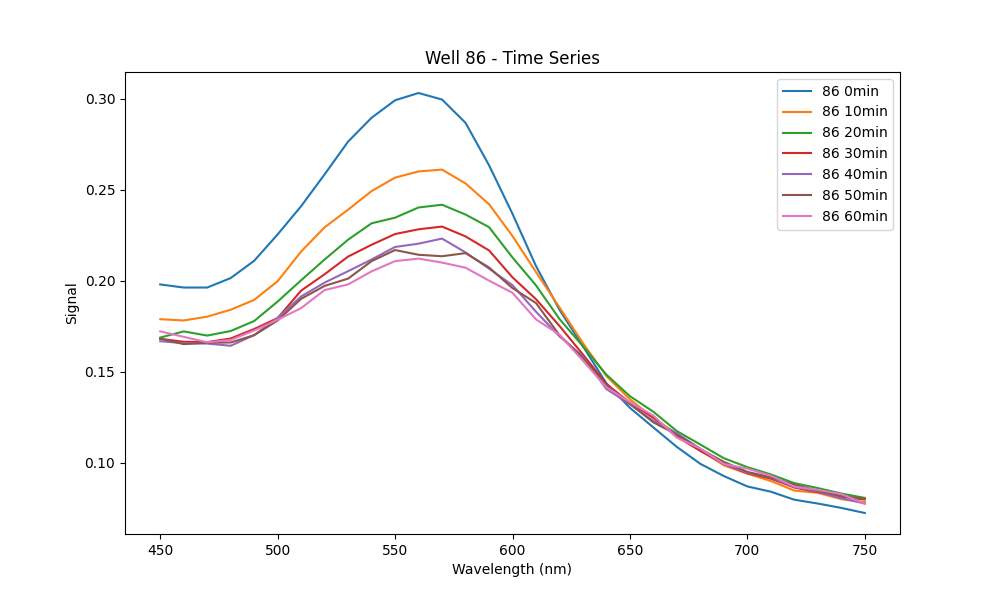 Well 86 - Time Series
Signal
0.30
0.25
0.20
0.15
0.10
450 500 550 600 650 700 750
Wavelength (nm)
86 0min
86 10min
86 20min
86 30min
86 40min
86 50min
86 60min